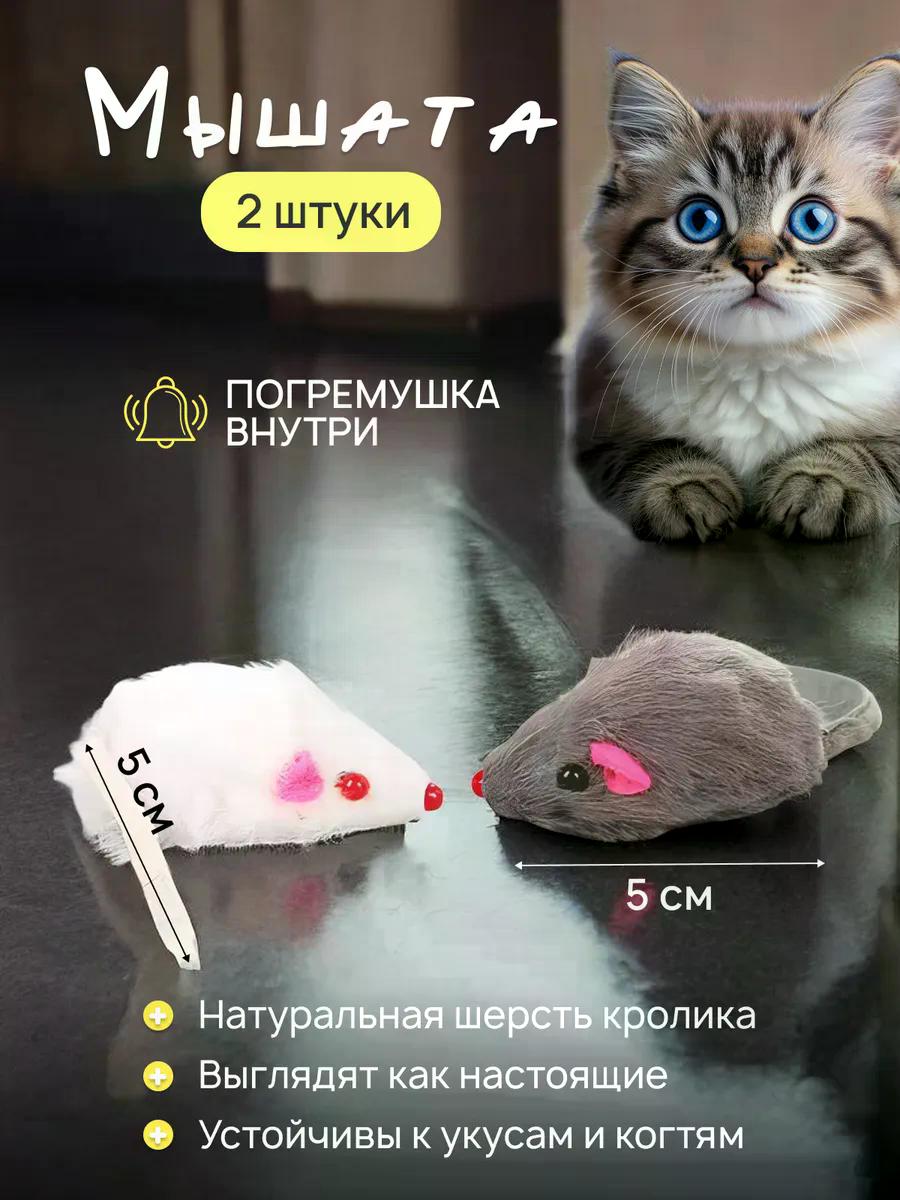 Мышата
2 штуки
ПОГРЕМУШКА
ВНУТРИ
5 см
5 см
Натуральная шерсть кролика
Выглядят как настоящие
Устойчивы к укусам и когтям